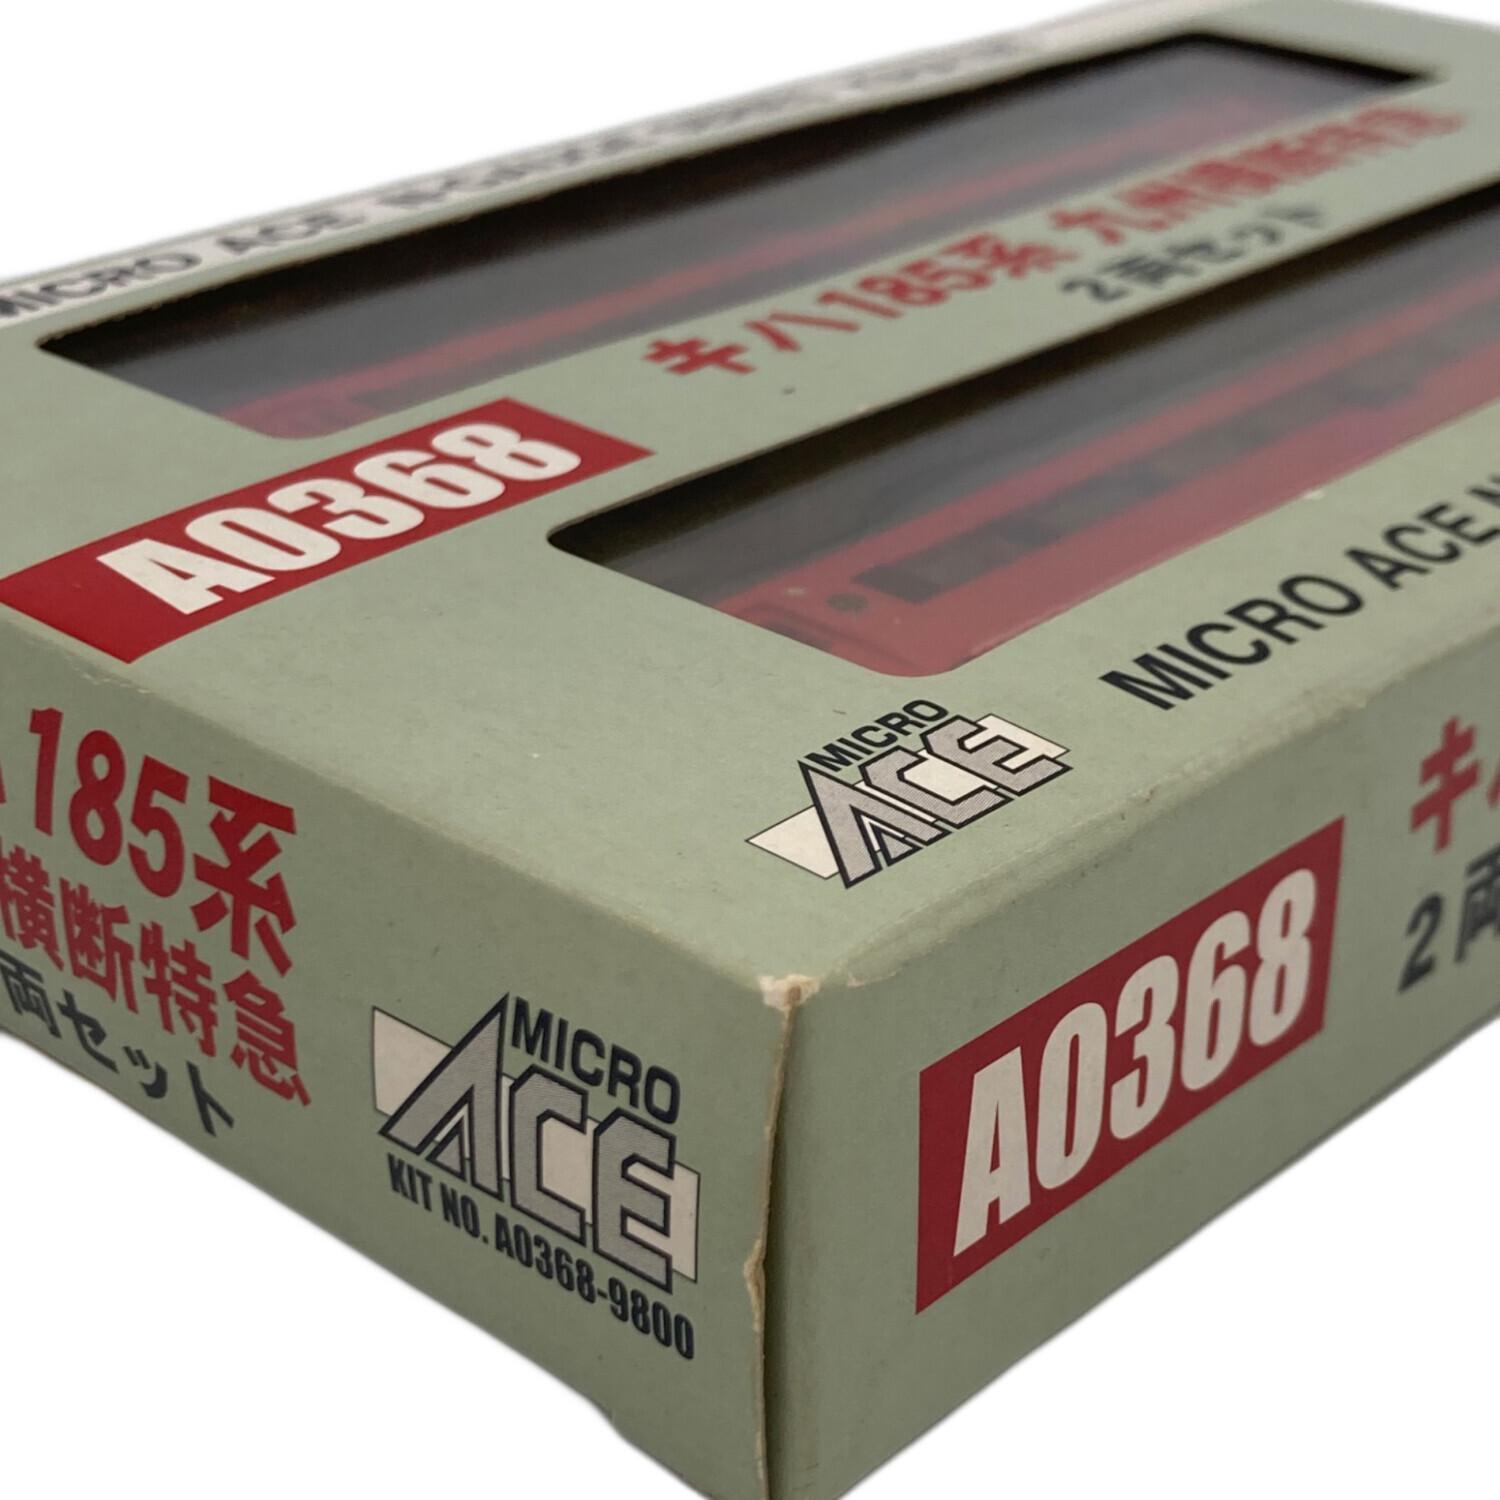 MICRO ACE
キハ185系 九州横断特急
2両セット
A0368
MICRO ACE
MICRO
ACE
185系
横断特急
両セット
MICRO
ACE
KIT NO. A0368-9800
A0368
キ
2両